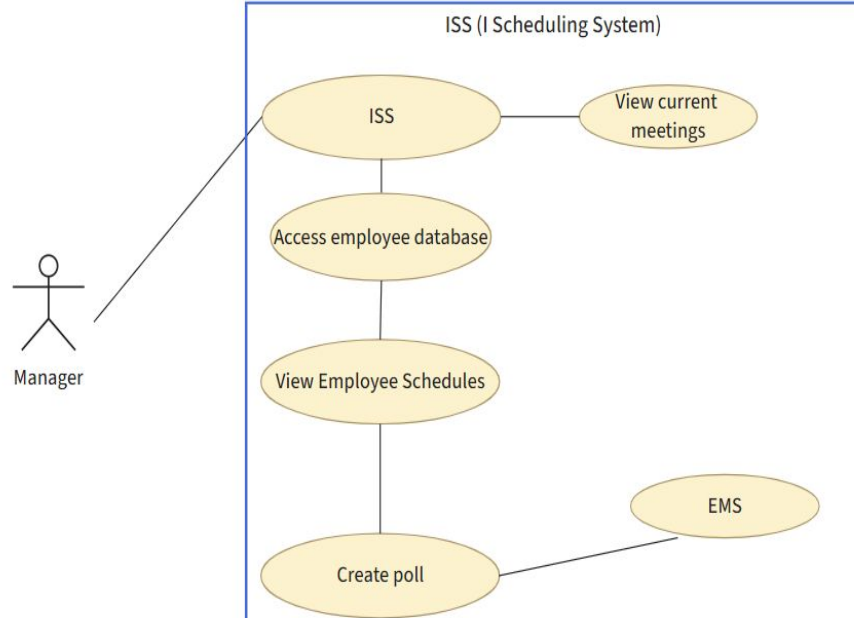 ISS (I Scheduling System)
ISS
View current
meetings
Access employee database
Manager
View Employee Schedules
EMS
Create poll